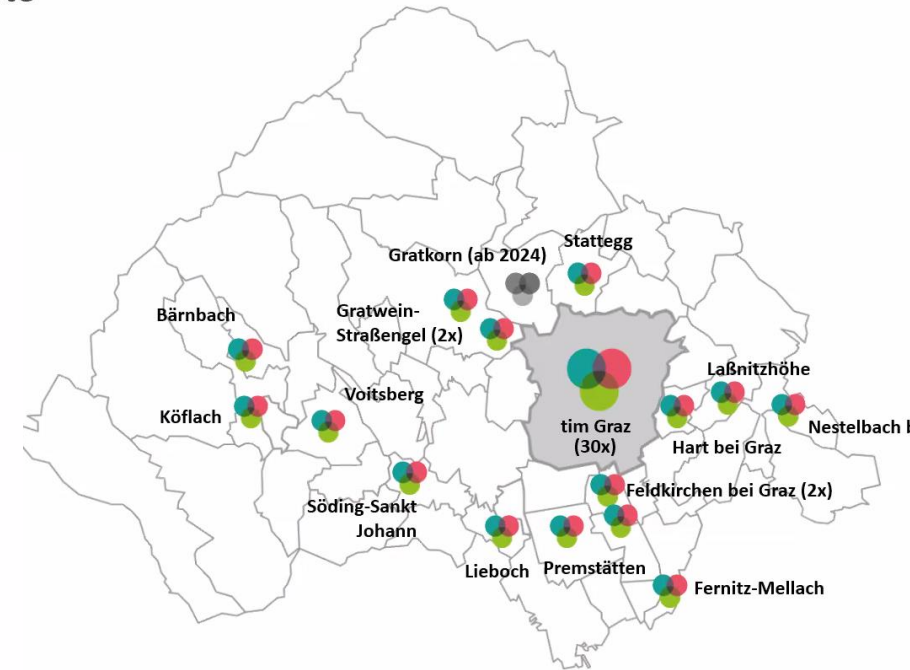 Stattegg
Gratkorn (ab 2024)
Gratwein-
Straßengel (2x)
Bärnbach
Voitsberg
Köflach
Laßnitzhöhe
tim Graz
(30x)
Nestelbach
Hart bei Graz
Feldkirchen bei Graz (2x)
Söding-Sankt
Johann
Lieboch
Premstätten
Fernitz-Mellach